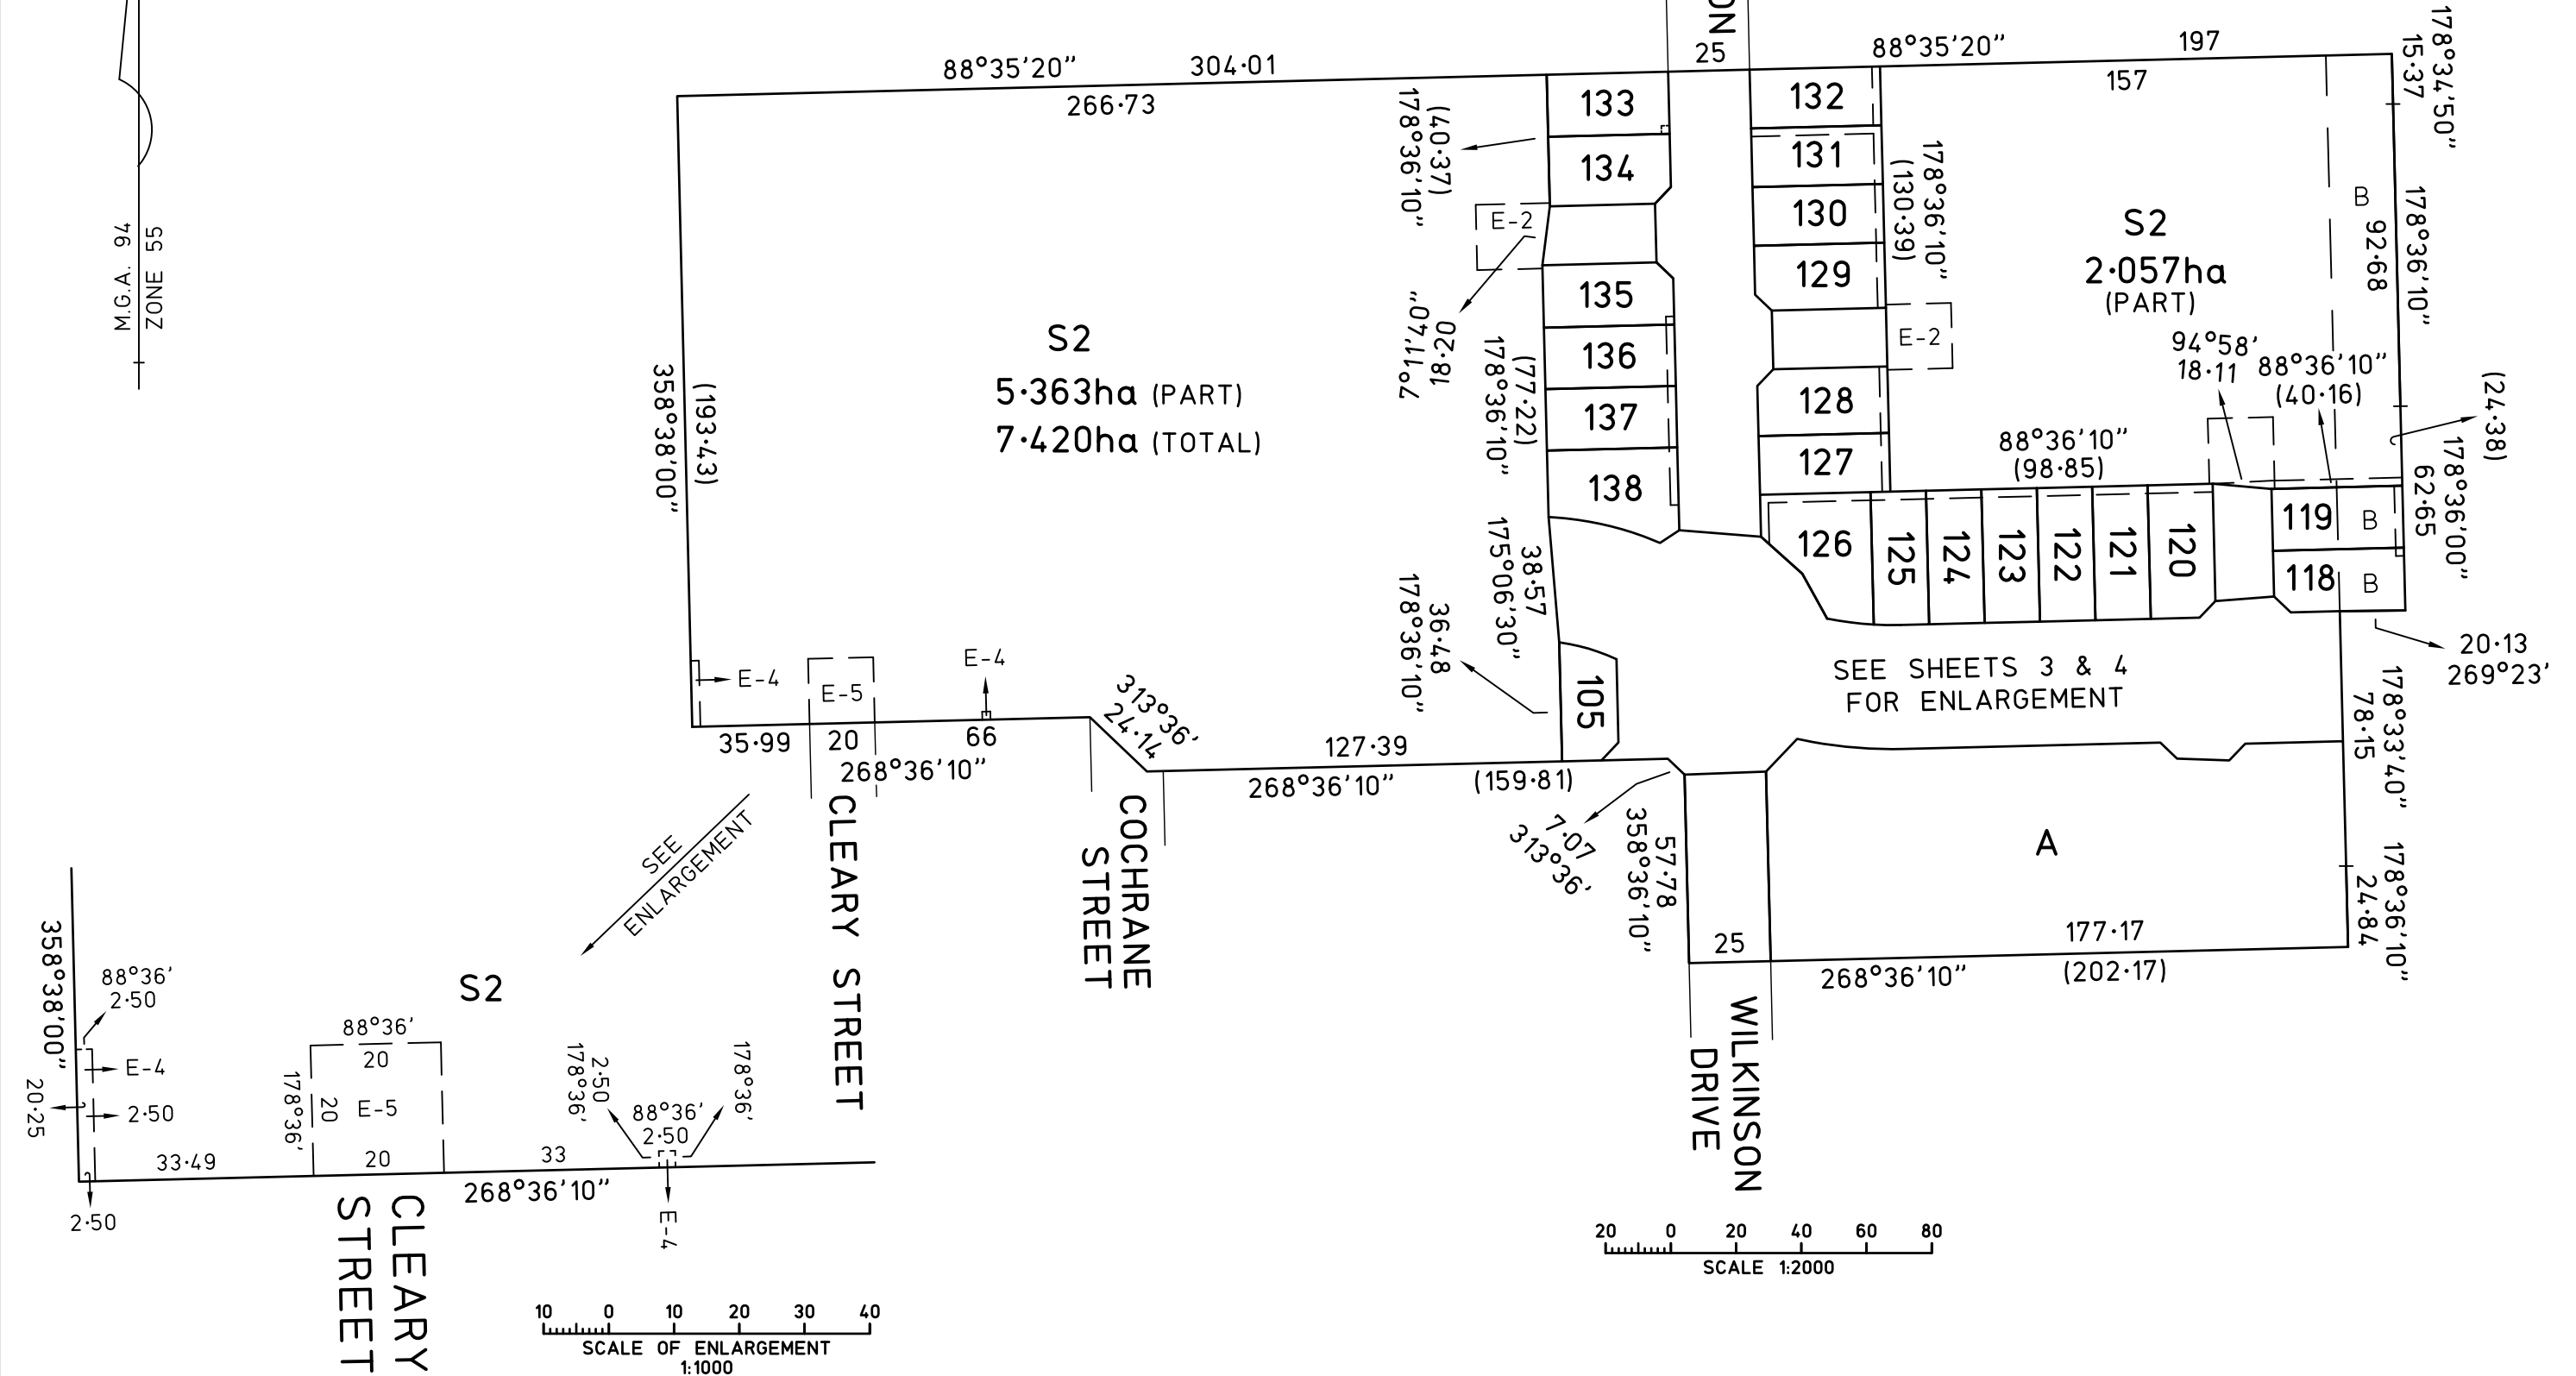 ON
25
88°35'20"
304·01
266·73
88°35'20"
197
157
178°34'50"
15·37
M.G.A. 94
ZONE 55
133
134
135
136
137
138
132
131
130
129
128
127
126
125
124
123
122
121
120
119
118
105
(40·37)
178°36'10"
E-2
18·20
7°11'40"
(77·22)
178°36'10"
178°36'10"
(130·39)
E-2
S2
2·057ha
(PART)
B
92·68
178°36'10"
94°58'
18·11
88°36'10"
(40·16)
(24·38)
88°36'10"
(98·85)
178°36'00"
62·65
B
B
20·13
269°23'
S2
5·363ha (PART)
7·420ha (TOTAL)
358°38'00"
(193·43)
38·57
175°06'30"
36·48
178°36'10"
SEE SHEETS 3 & 4
FOR ENLARGEMENT
E-4
E-5
E-4
35·99
20
66
268°36'10"
313°36'
24·14
127·39
268°36'10"
(159·81)
7·07
313°36'
57·78
358°36'10"
A
178°33'40"
78·15
178°36'10"
24·84
25
177·17
268°36'10"
(202·17)
CLEARY STREET
COCHRANE
STREET
WILKINSON
DRIVE
SEE
ENLARGEMENT
358°38'00"
88°36'
2·50
E-4
2·50
20·25
2·50
S2
88°36'
20
178°36'
20
E-5
33·49
20
33
268°36'10"
2·50
178°36'
88°36'
2·50
178°36'
E-4
CLEARY
STREET
10 0 10 20 30 40
SCALE OF ENLARGEMENT
1:1000
20 0 20 40 60 80
SCALE 1:2000